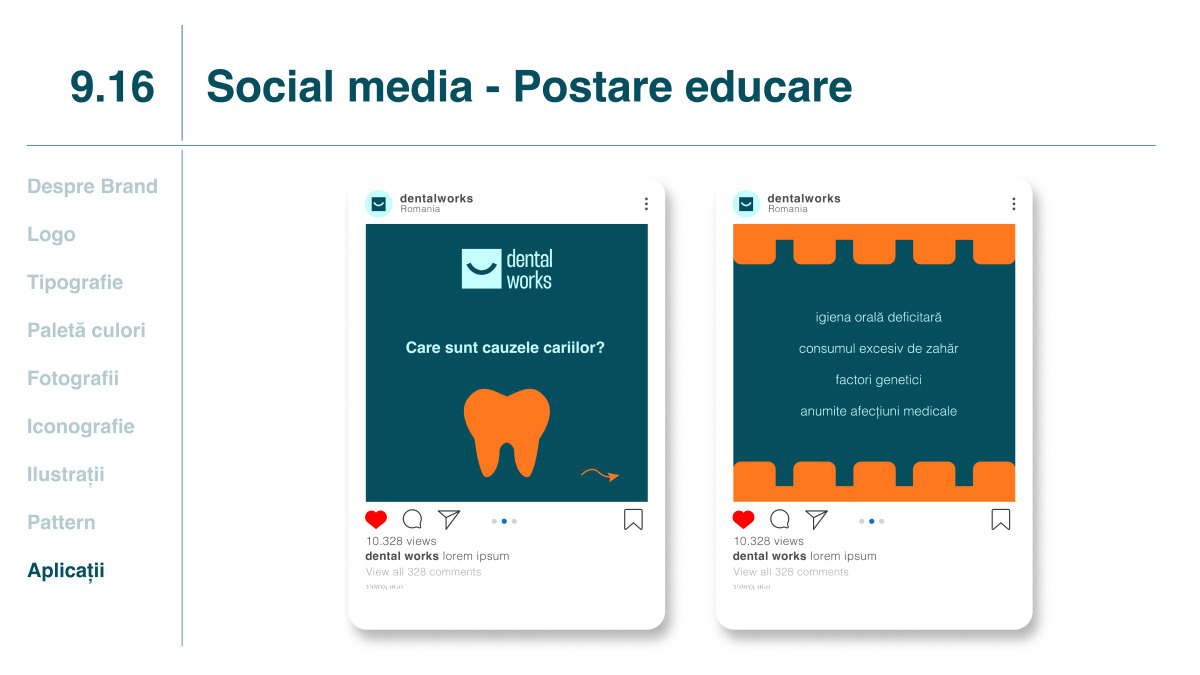 9.16
Social media - Postare educare
Despre Brand
Logo
Tipografie
Paletă culori
Fotografii
Iconografie
Ilustrații
Pattern
Aplicații
dentalworks
Romania
dental
works
Care sunt cauzele cariilor?
10.328 views
dental works lorem ipsum
View all 328 comments
dentalworks
Romania
igiena orală deficitară
consumul excesiv de zahăr
factori genetici
anumite afecțiuni medicale
10.328 views
dental works lorem ipsum
View all 328 comments